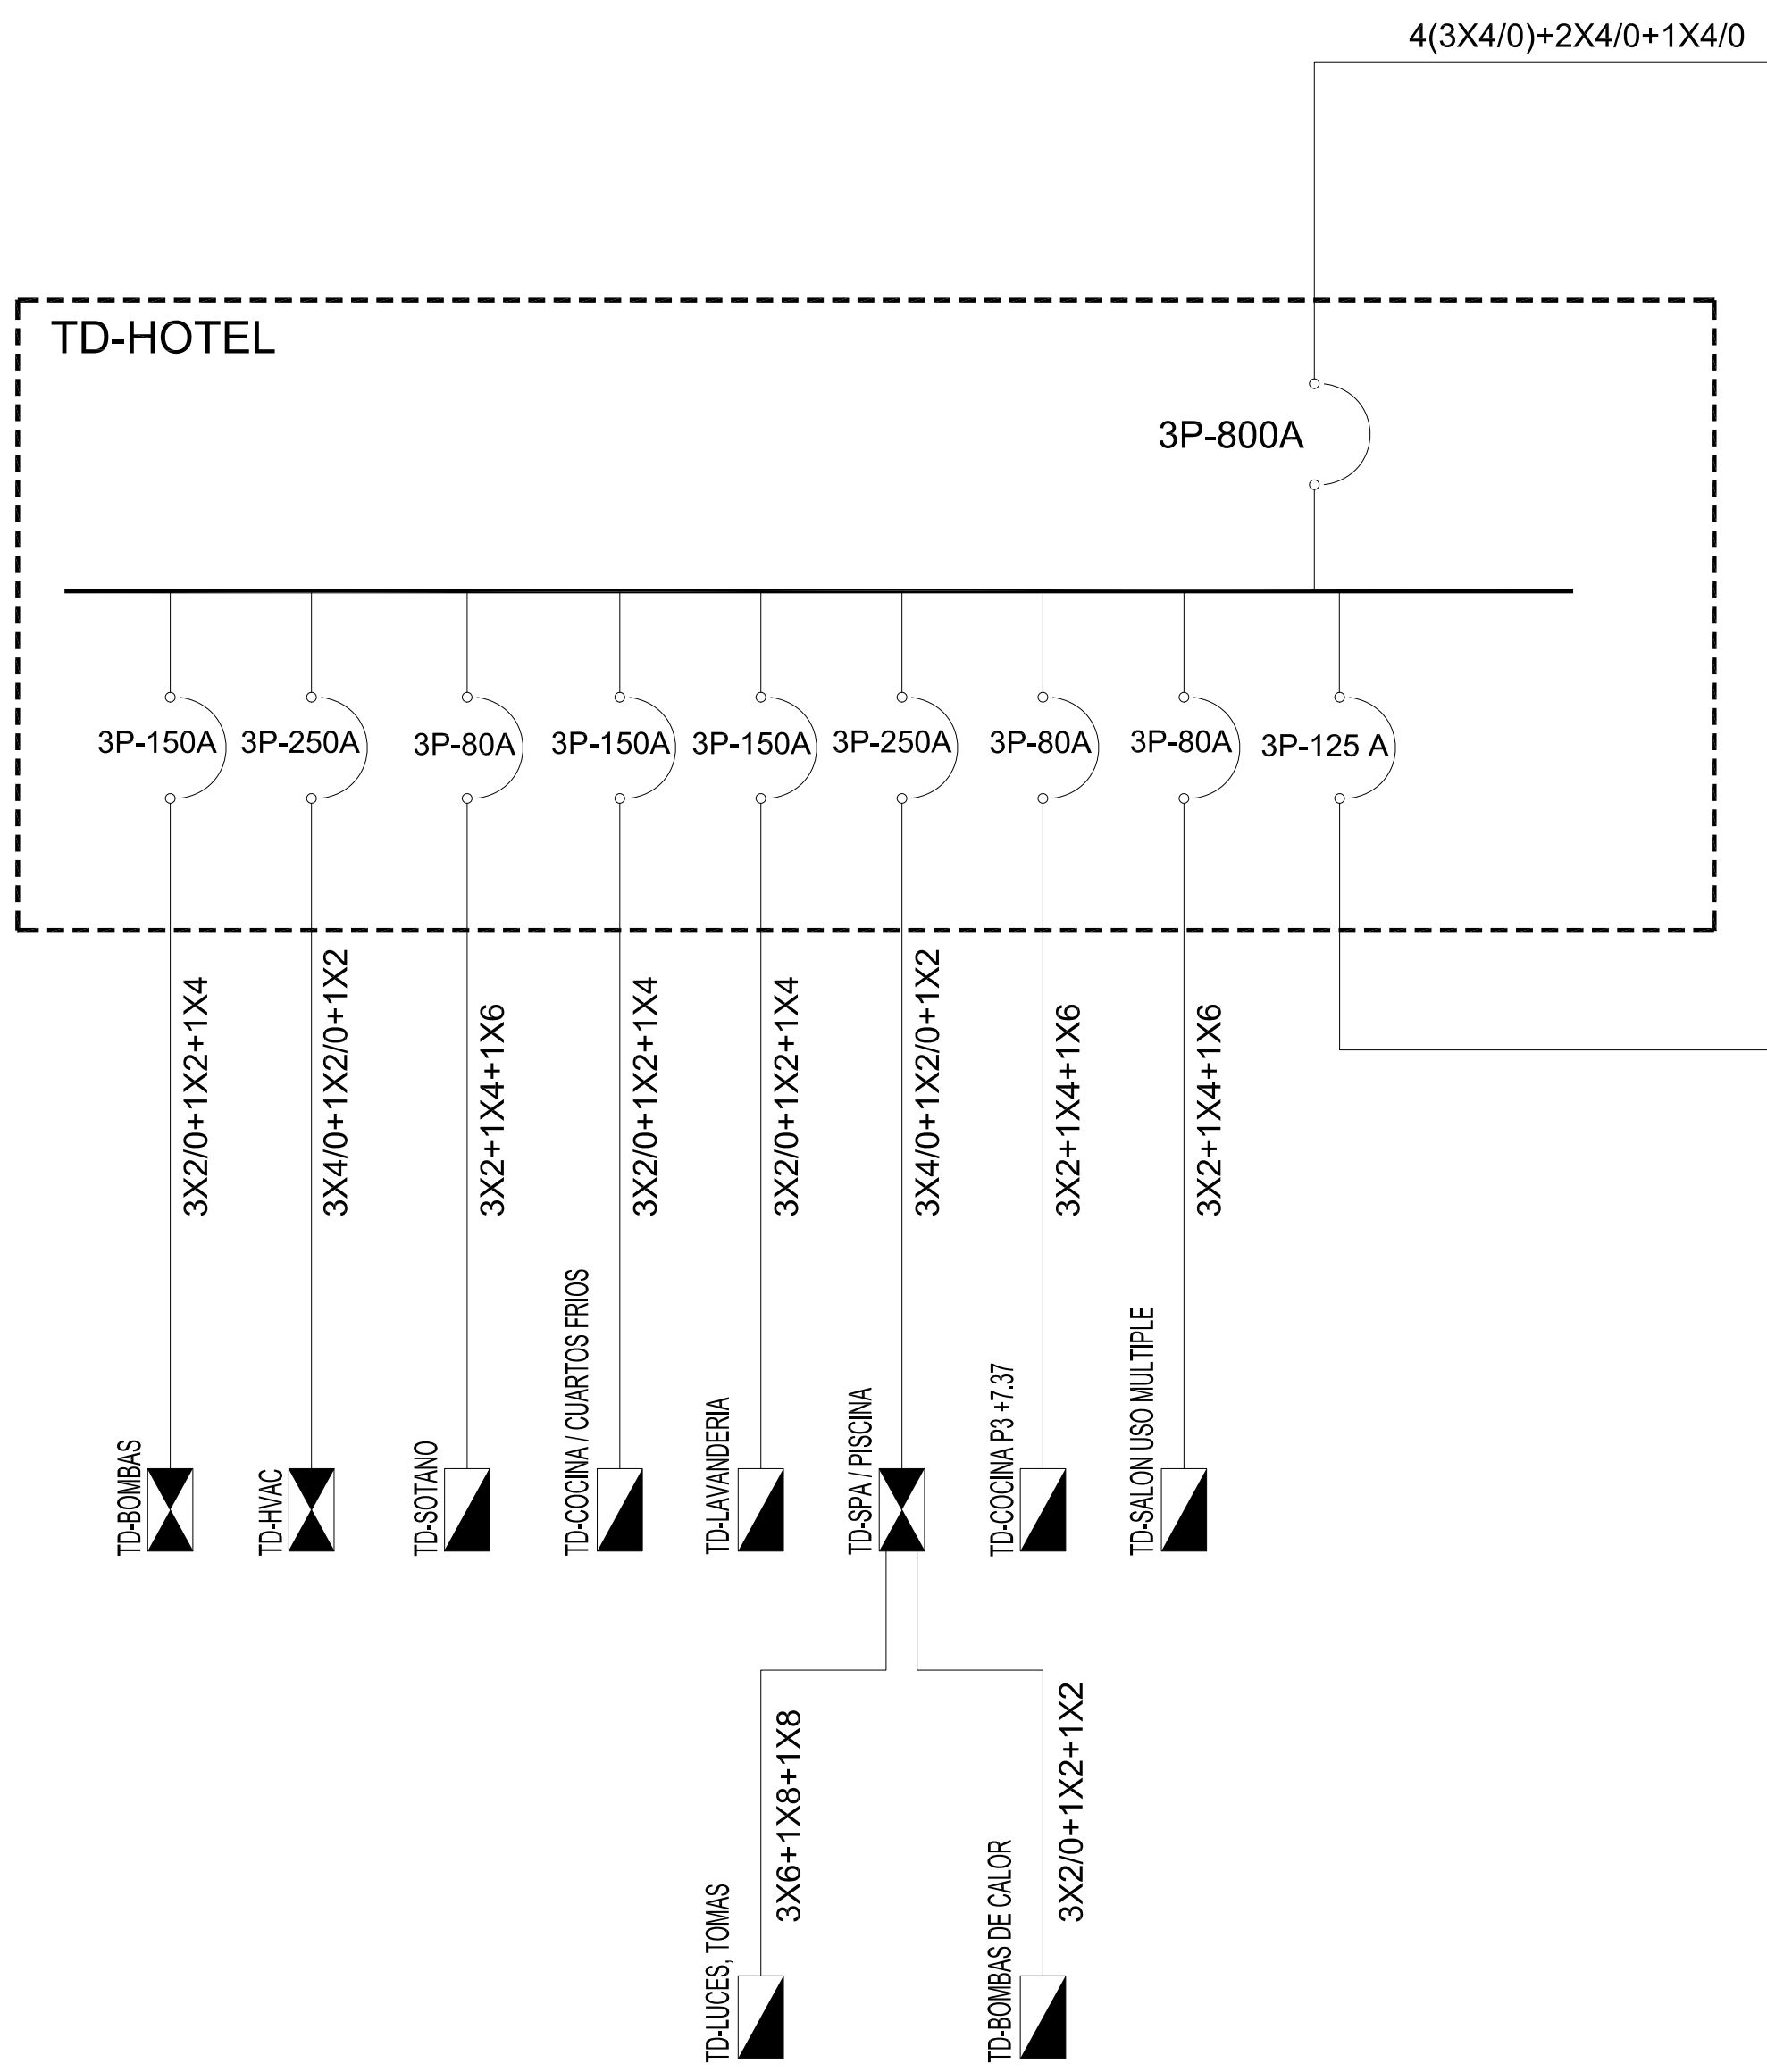 4(3X4/0)+2X4/0+1X4/0
TD-HOTEL
3P-800A
3P-150A
3P-250A
3P-80A
3P-150A
3P-150A
3P-250A
3P-80A
3P-80A
3P-125 A
3X2/0+1X2+1X4
3X4/0+1X2/0+1X2
3X2+1X4+1X6
3X2/0+1X2+1X4
3X2/0+1X2+1X4
3X4/0+1X2/0+1X2
3X2+1X4+1X6
3X2+1X4+1X6
TD-BOMBAS
TD-HVAC
TD-SOTANO
TD-COCINA / CUARTOS FRIOS
TD-LAVANDERIA
TD-SPA / PISCINA
TD-COCINA P3 +7.37
TD-SALON USO MULTIPLE
3X6+1X8+1X8
3X2/0+1X2+1X2
TD-LUCES, TOMAS
TD-BOMBAS DE CALOR